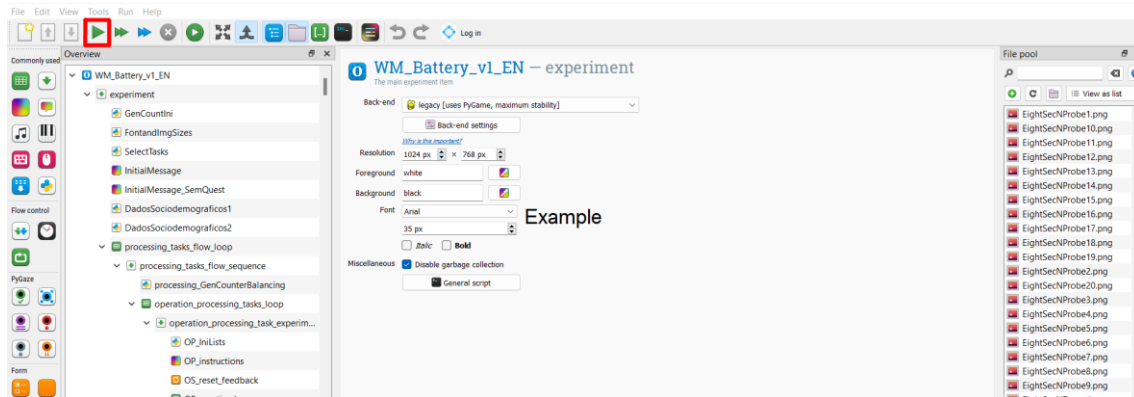 File Edit View Tools Run Help
Log in
Commonly used
Flow control
PyGaze
Form
Overview
WM_Battery_v1_EN
experiment
GenCountIni
FontandImgSizes
SelectTasks
InitialMessage
InitialMessage_SemQuest
DadosSociodemograficos1
DadosSociodemograficos2
processing_tasks_flow_loop
processing_tasks_flow_sequence
processing_GenCounterBalancing
operation_processing_tasks_loop
operation_processing_task_experim...
OP_IniLists
OP_instructions
OS_reset_feedback
WM_Battery_v1_EN — experiment
The main experiment item
Back-end legacy [uses PyGame, maximum stability]
Back-end settings
Why is this important?
Resolution 1024 px × 768 px
Foreground white
Background black
Font Arial
35 px
Italic Bold
Example
Miscellaneous Disable garbage collection
General script
File pool
View as list
EightSecNProbe1.png
EightSecNProbe10.png
EightSecNProbe11.png
EightSecNProbe12.png
EightSecNProbe13.png
EightSecNProbe14.png
EightSecNProbe15.png
EightSecNProbe16.png
EightSecNProbe17.png
EightSecNProbe18.png
EightSecNProbe19.png
EightSecNProbe2.png
EightSecNProbe20.png
EightSecNProbe3.png
EightSecNProbe4.png
EightSecNProbe5.png
EightSecNProbe6.png
EightSecNProbe7.png
EightSecNProbe8.png
EightSecNProbe9.png